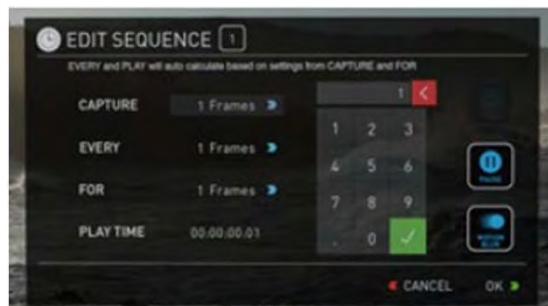 EDIT SEQUENCE 1
EVERY and PLAY will auto calculate based on settings from CAPTURE and FOR
CAPTURE 1 Frames
1 <
EVERY 1 Frames
1 2 3
4 5 6
FOR 1 Frames
7 8 9
PLAY TIME 00:00:00.01
. 0
PAUSE
MOTION BLUR
CANCEL OK